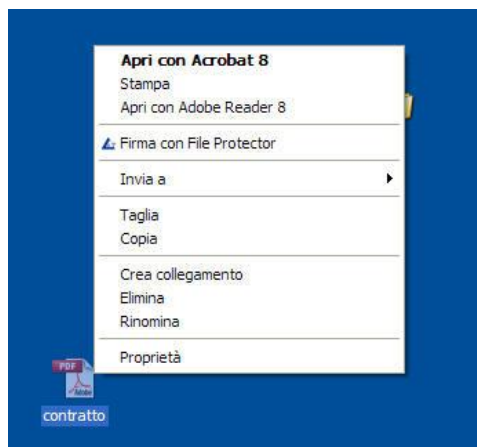 Apri con Acrobat 8
Stampa
Apri con Adobe Reader 8
Firma con File Protector
Invia a
Taglia
Copia
Crea collegamento
Elimina
Rinomina
Proprietà
PDF
Adobe
contratto